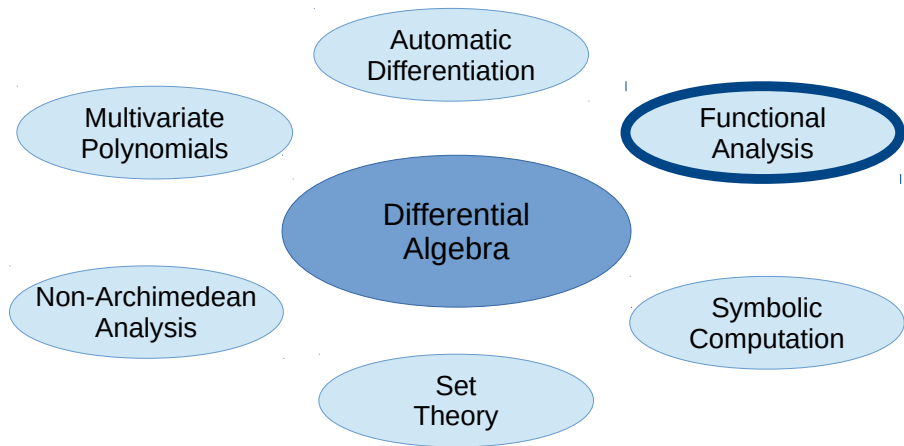 Automatic
Differentiation
Multivariate
Polynomials
Functional
Analysis
Differential
Algebra
Non-Archimedean
Analysis
Symbolic
Computation
Set
Theory